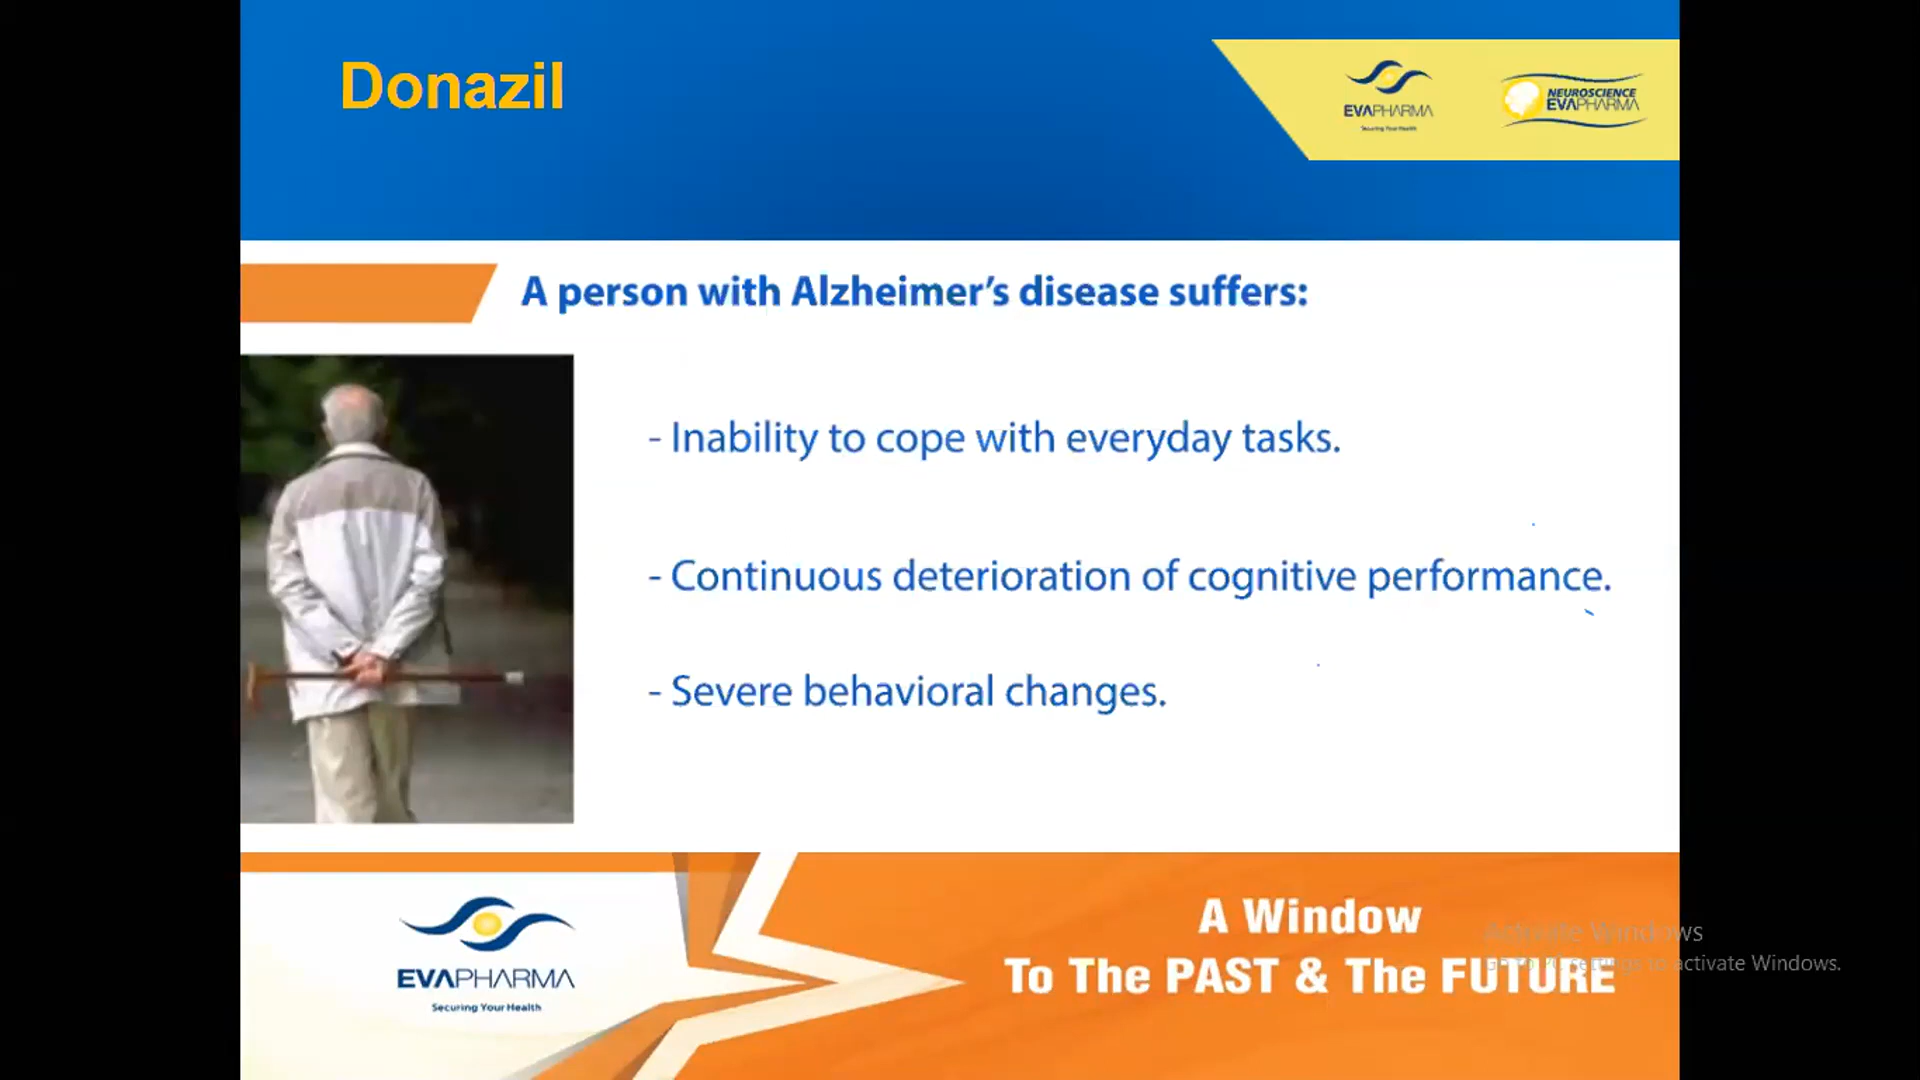 Donazil
EVAPHARMA
Securing Your Health
NEUROSCIENCE
EVAPHARMA
A person with Alzheimer's disease suffers:
- Inability to cope with everyday tasks.
- Continuous deterioration of cognitive performance.
- Severe behavioral changes.
EVAPHARMA
Securing Your Health
A Window
To The PAST & The FUTURE
Activate Windows
Go to PC settings to activate Windows.